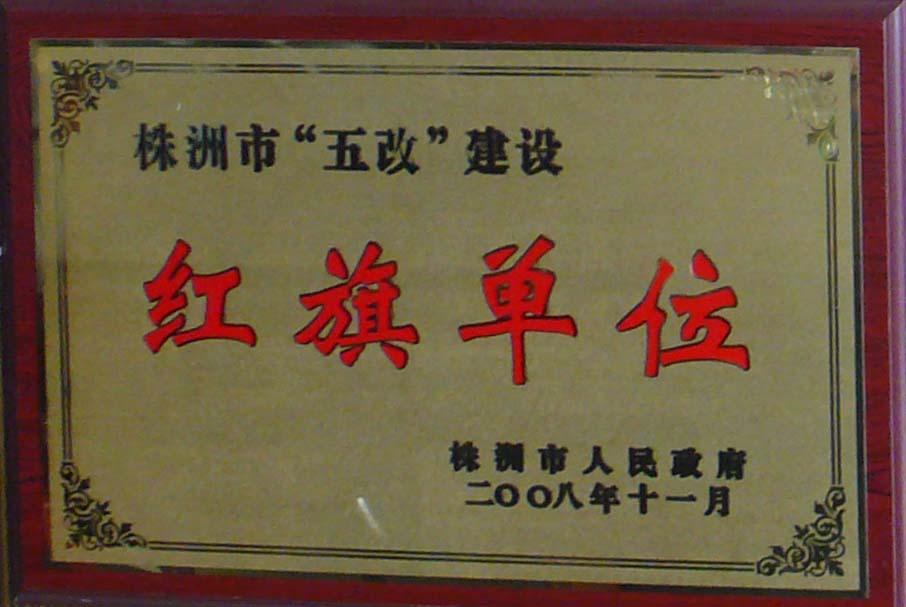 株洲市“五改”建设
红旗单位
株洲市人民政府
二〇〇八年十一月